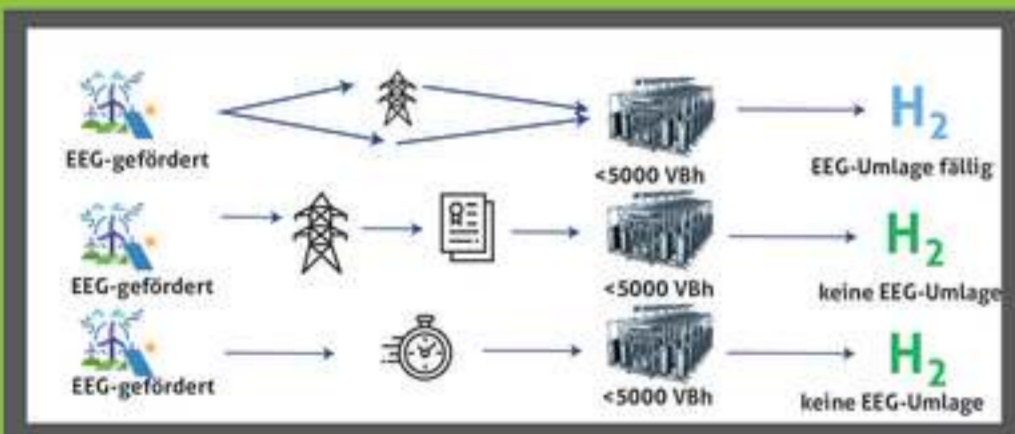 EEG-gefördert
<5000 VBh
H2
EEG-Umlage fällig
EEG-gefördert
<5000 VBh
H2
keine EEG-Umlage
EEG-gefördert
<5000 VBh
H2
keine EEG-Umlage